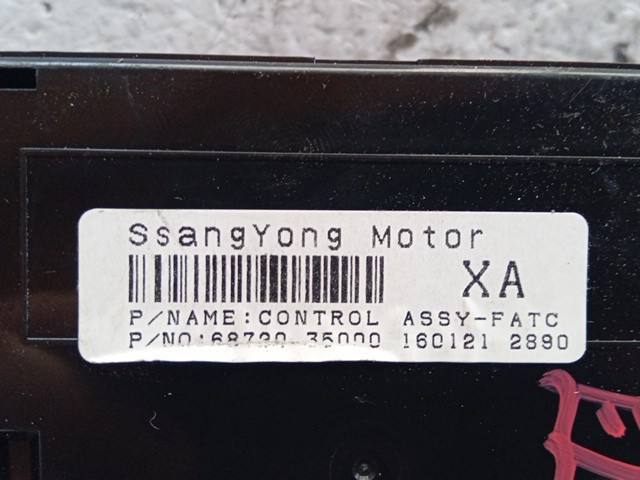 SsangYong Motor
XA
P/NAME:CONTROL ASSY-FATC
P/NO:68720-35000 160121 2890